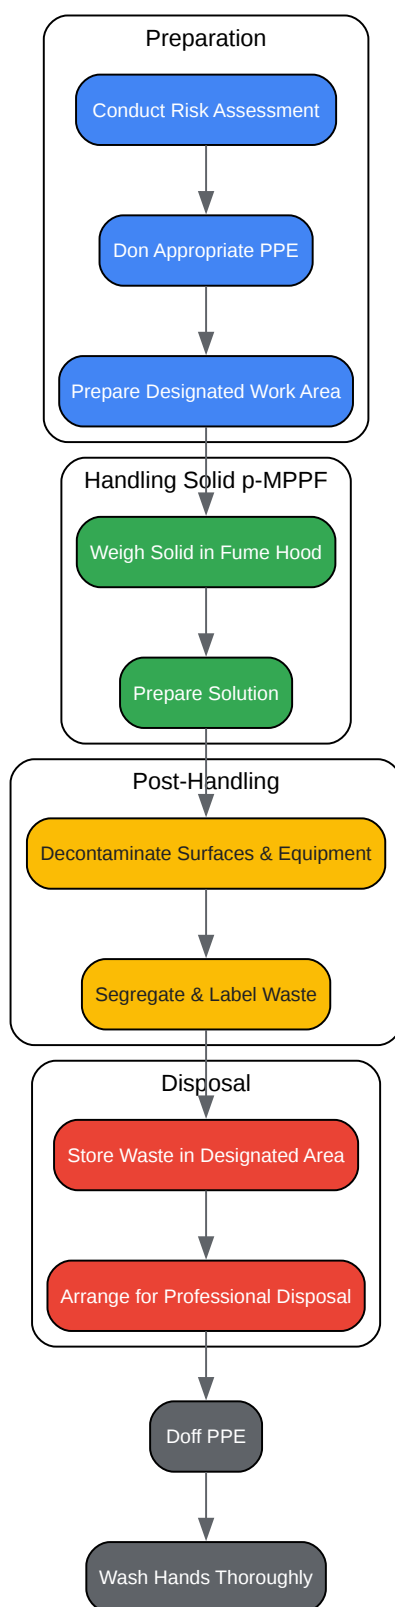 Preparation
Conduct Risk Assessment
Don Appropriate PPE
Prepare Designated Work Area
Handling Solid p-MPPF
Weigh Solid in Fume Hood
Prepare Solution
Post-Handling
Decontaminate Surfaces & Equipment
Segregate & Label Waste
Disposal
Store Waste in Designated Area
Arrange for Professional Disposal
Doff PPE
Wash Hands Thoroughly